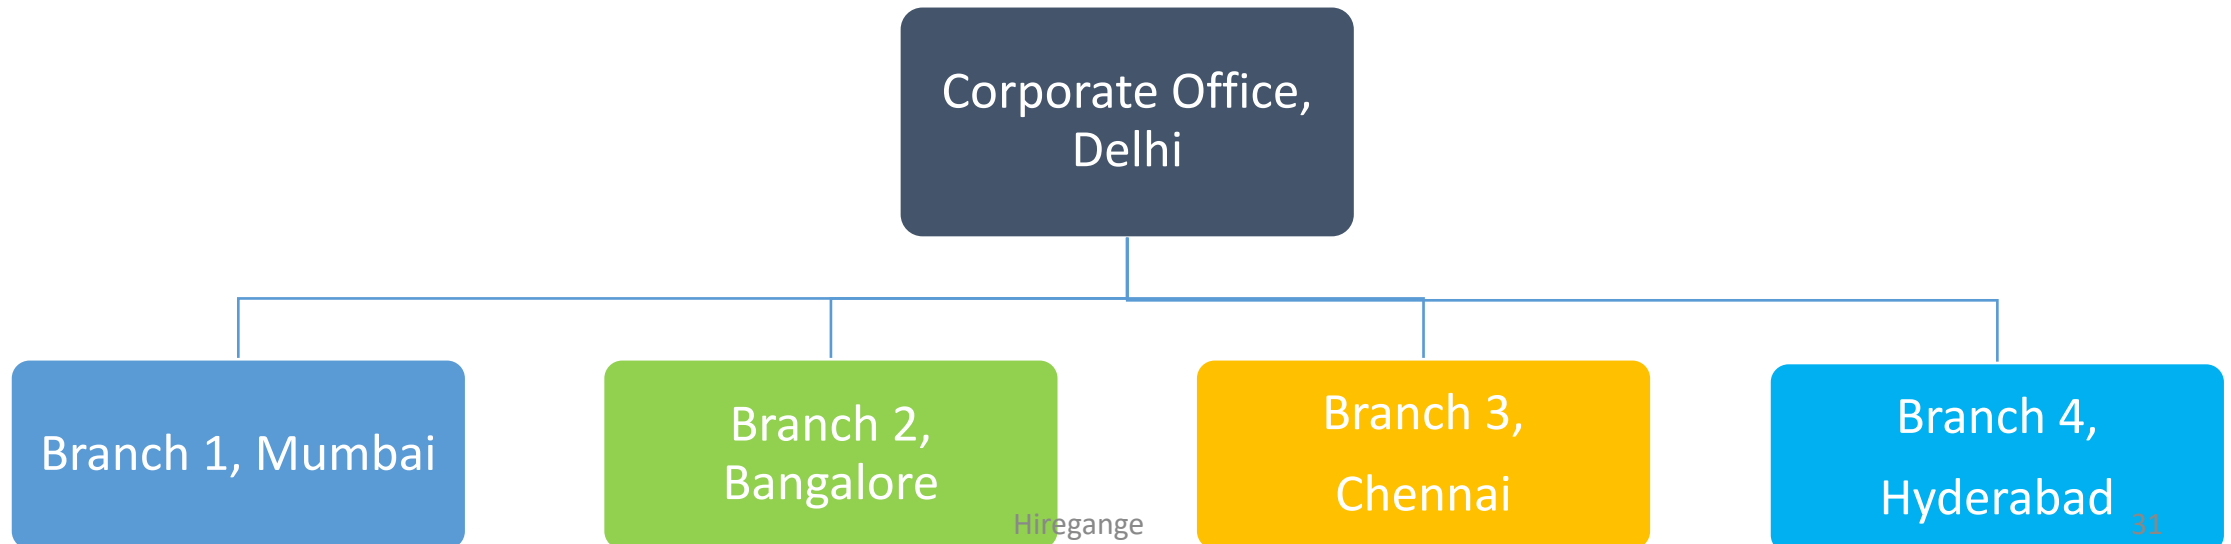 Corporate Office,
Delhi
Branch 1, Mumbai
Branch 2,
Bangalore
Branch 3,
Chennai
Branch 4,
Hyderabad
Hiregange
31